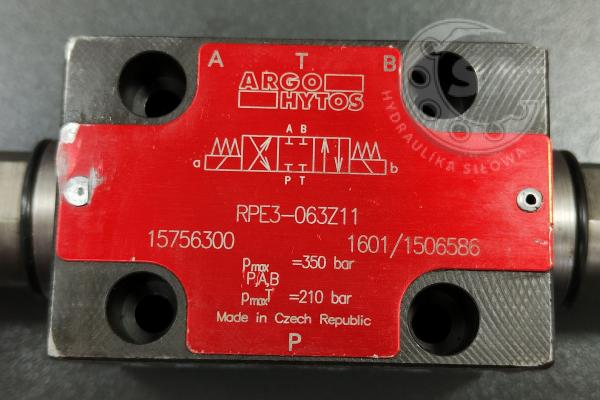 A T B
ARGO
HYTOS
A B
a b
P T
RPE3-063Z11
15756300 1601/1506586
pmax =350 bar
P,A,B
pmaxT =210 bar
Made in Czech Republic
P
HYDRAULIKA SIŁOWA